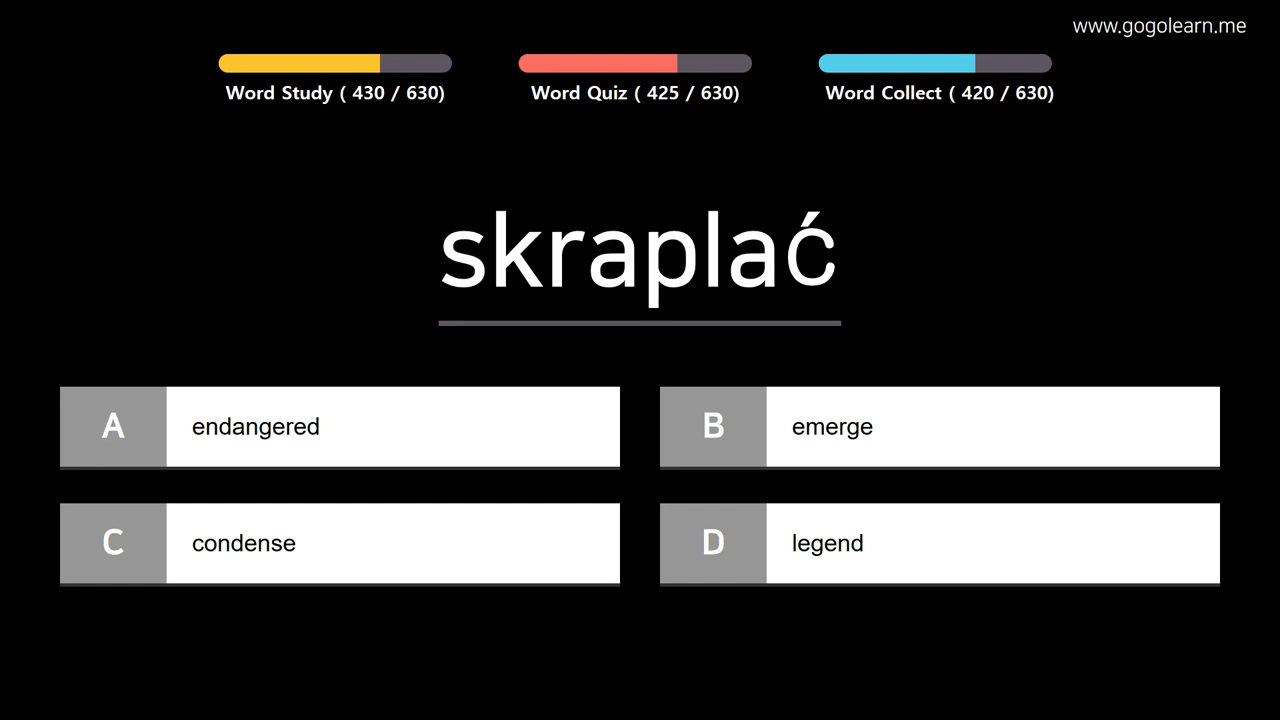 www.gogolearn.me
Word Study ( 430 / 630)
Word Quiz ( 425 / 630)
Word Collect ( 420 / 630)
skraplać
A endangered
B emerge
C condense
D legend